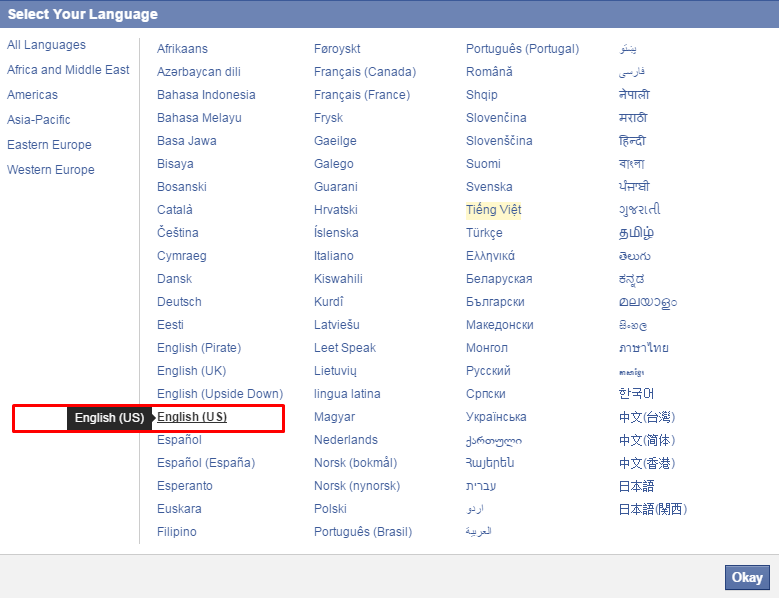 Select Your Language
All Languages
Africa and Middle East
Americas
Asia-Pacific
Eastern Europe
Western Europe
Afrikaans
Azərbaycan dili
Bahasa Indonesia
Bahasa Melayu
Basa Jawa
Bisaya
Bosanski
Català
Čeština
Cymraeg
Dansk
Deutsch
Eesti
English (Pirate)
English (UK)
English (Upside Down)
English (US) English (US)
Español
Español (España)
Esperanto
Euskara
Filipino
Føroyskt
Français (Canada)
Français (France)
Frysk
Gaeilge
Galego
Guarani
Hrvatski
Íslenska
Italiano
Kiswahili
Kurdî
Latviešu
Leet Speak
Lietuvių
lingua latina
Magyar
Nederlands
Norsk (bokmål)
Norsk (nynorsk)
Polski
Português (Brasil)
Português (Portugal)
Română
Shqip
Slovenčina
Slovenščina
Suomi
Svenska
Tiếng Việt
Türkçe
Ελληνικά
Беларуская
Български
Македонски
Монгол
Русский
Српски
Українська
ქართული
Հայերեն
עברית
اردو
العربية
پښتو
فارسی
नेपाली
मराठी
हिन्दी
বাংলা
ਪੰਜਾਬੀ
ગુજરાતી
தமிழ்
తెలుగు
ಕನ್ನಡ
മലയാളം
සිංහල
ภาษาไทย
ភាសាខ្មែរ
한국어
中文(台灣)
中文(简体)
中文(香港)
日本語
日本語(関西)
Okay